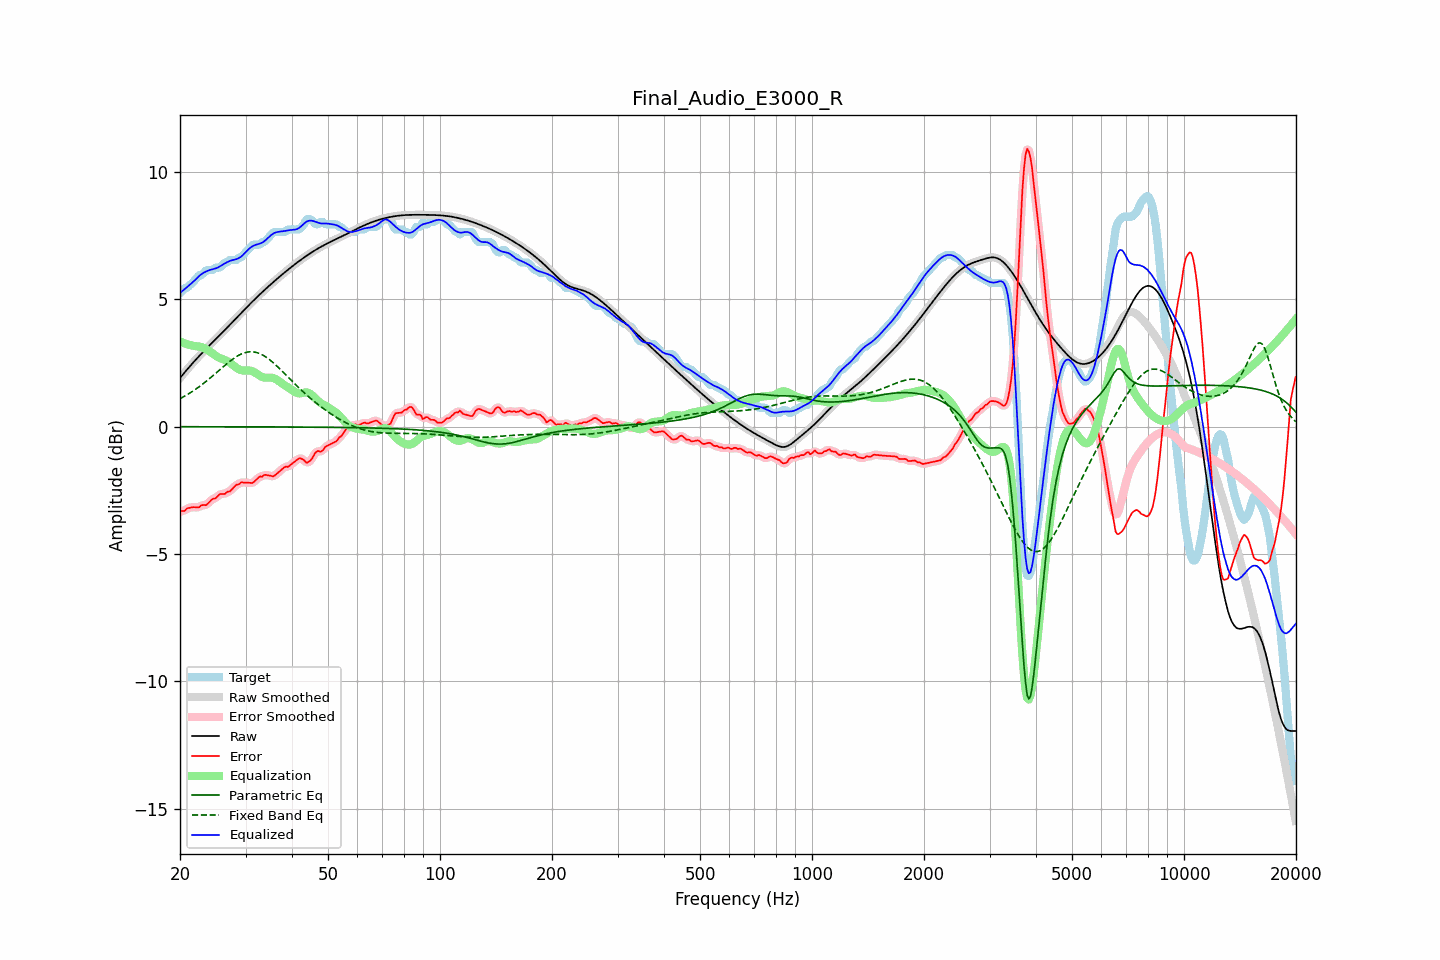 Final_Audio_E3000_R
Amplitude (dBr)
10
5
0
−5
−10
−15
Target
Raw Smoothed
Error Smoothed
Raw
Error
Equalization
Parametric Eq
Fixed Band Eq
Equalized
20 50 100 200 500 1000 2000 5000 10000 20000
Frequency (Hz)